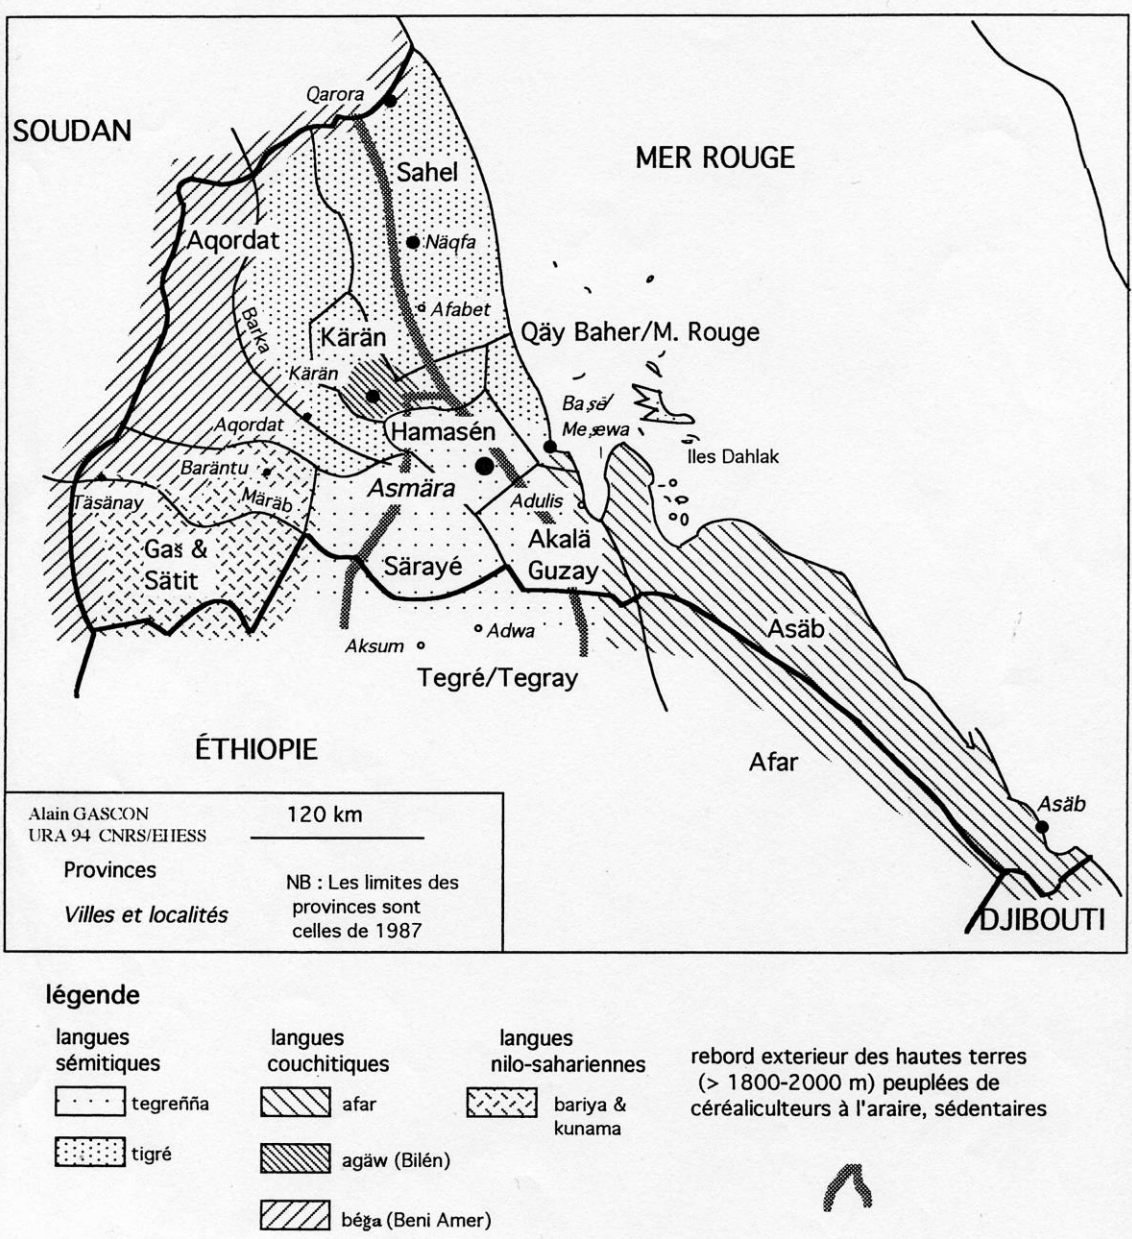 Qarora
SOUDAN
MER ROUGE
Sahel
Aqordat
Näqfa
Afabet
Barka
Kärän
Qäy Baher/M. Rouge
Kärän
Aqordat
Hamasén
Mesewa
Iles Dahlak
Baräntu
Täsänay
Märäb
Asmära
Adulis
Akalä
Guzay
Gaš &
Sätit
Särayé
Asäb
Aksum
Adwa
Tegré/Tegray
ÉTHIOPIE
Afar
Asäb
DJIBOUTI
Alain GASCON
URA 94 CNRS/EHESS
120 km
Provinces
Villes et localités
NB : Les limites des
provinces sont
celles de 1987
légende
langues
sémitiques
tegreñña
tigré
langues
couchitiques
afar
agäw (Bilén)
béğa (Beni Amer)
langues
nilo-sahariennes
bariya &
kunama
rebord exterieur des hautes terres
(> 1800-2000 m) peuplées de
céréaliculteurs à l'araire, sédentaires